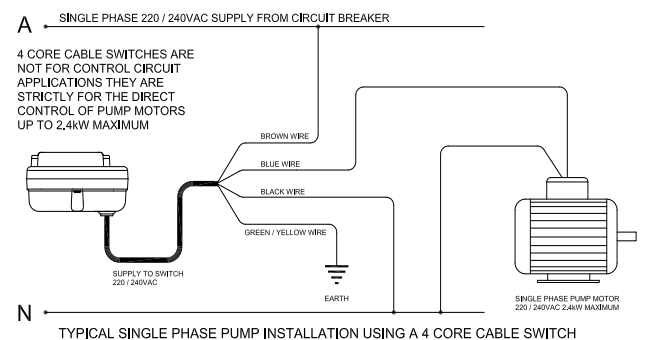 A
SINGLE PHASE 220 / 240VAC SUPPLY FROM CIRCUIT BREAKER
4 CORE CABLE SWITCHES ARE
NOT FOR CONTROL CIRCUIT
APPLICATIONS THEY ARE
STRICTLY FOR THE DIRECT
CONTROL OF PUMP MOTORS
UP TO 2.4kW MAXIMUM
BROWN WIRE
BLUE WIRE
BLACK WIRE
GREEN / YELLOW WIRE
SUPPLY TO SWITCH
220 / 240VAC
EARTH
SINGLE PHASE PUMP MOTOR
220 / 240VAC 2.4kW MAXIMUM
N
TYPICAL SINGLE PHASE PUMP INSTALLATION USING A 4 CORE CABLE SWITCH